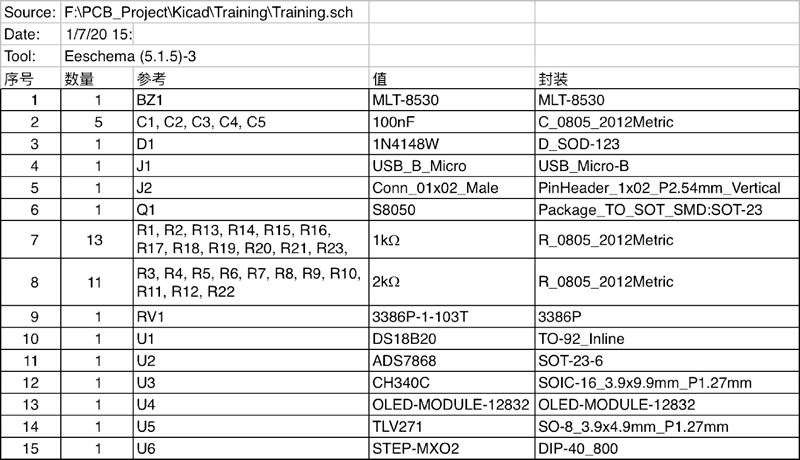 Source: F:\PCB_Project\Kicad\Training\Training.sch
Date: 1/7/20 15:
Tool: Eeschema (5.1.5)-3
序号 数量 参考 值 封装
1 1 BZ1 MLT-8530 MLT-8530
2 5 C1, C2, C3, C4, C5 100nF C_0805_2012Metric
3 1 D1 1N4148W D_SOD-123
4 1 J1 USB_B_Micro USB_Micro-B
5 1 J2 Conn_01x02_Male PinHeader_1x02_P2.54mm_Vertical
6 1 Q1 S8050 Package_TO_SOT_SMD:SOT-23
7 13 R1, R2, R13, R14, R15, R16, 1kΩ R_0805_2012Metric
R17, R18, R19, R20, R21, R23,
8 11 R3, R4, R5, R6, R7, R8, R9, R10, 2kΩ R_0805_2012Metric
R11, R12, R22
9 1 RV1 3386P-1-103T 3386P
10 1 U1 DS18B20 TO-92_Inline
11 1 U2 ADS7868 SOT-23-6
12 1 U3 CH340C SOIC-16_3.9x9.9mm_P1.27mm
13 1 U4 OLED-MODULE-12832 OLED-MODULE-12832
14 1 U5 TLV271 SO-8_3.9x4.9mm_P1.27mm
15 1 U6 STEP-MXO2 DIP-40_800